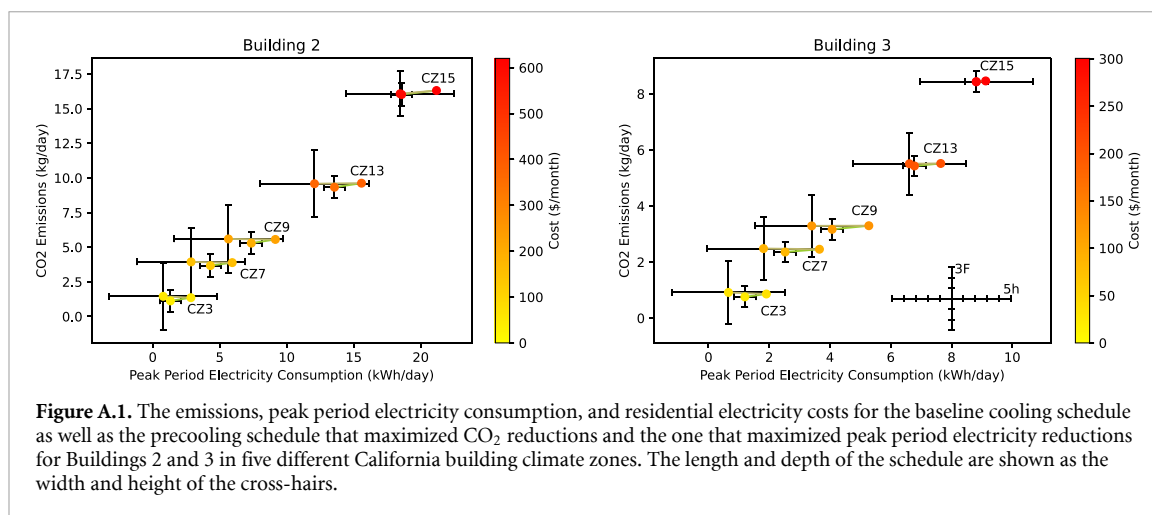 Building 2
17.5
15.0
12.5
10.0
7.5
5.0
2.5
0.0
CO2 Emissions (kg/day)
CZ15
CZ13
CZ9
CZ7
CZ3
0 5 10 15 20
Peak Period Electricity Consumption (kWh/day)
600
500
400
300
200
100
0
Cost ($/month)
Building 3
8
6
4
2
0
CO2 Emissions (kg/day)
CZ15
CZ13
CZ9
CZ7
CZ3
3F
5h
0 2 4 6 8 10
Peak Period Electricity Consumption (kWh/day)
300
250
200
150
100
50
0
Cost ($/month)
Figure A.1. The emissions, peak period electricity consumption, and residential electricity costs for the baseline cooling schedule
as well as the precooling schedule that maximized CO₂ reductions and the one that maximized peak period electricity reductions
for Buildings 2 and 3 in five different California building climate zones. The length and depth of the schedule are shown as the
width and height of the cross-hairs.